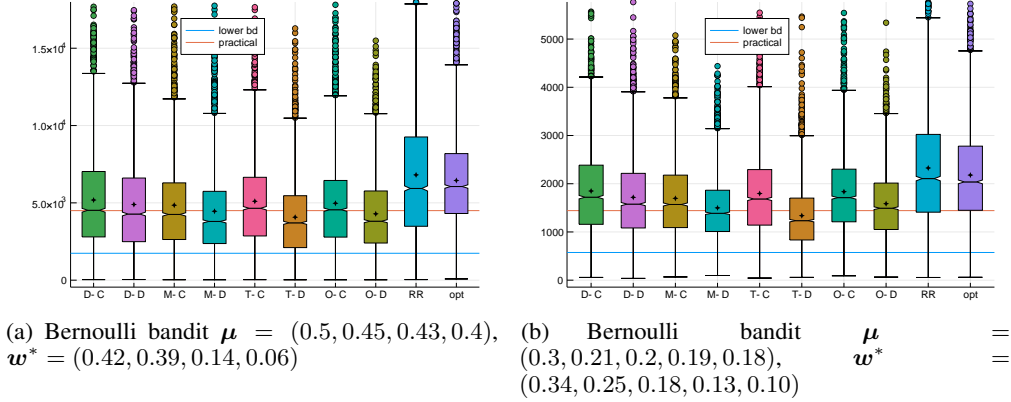 lower bd
practical
1.5×10⁴
1.0×10⁴
5.0×10³
0
D- C D- D M- C M- D T- C T- D O- C O- D RR opt
(a) Bernoulli bandit μ = (0.5, 0.45, 0.43, 0.4),
w* = (0.42, 0.39, 0.14, 0.06)
lower bd
practical
5000
4000
3000
2000
1000
0
D- C D- D M- C M- D T- C T- D O- C O- D RR opt
(b) Bernoulli bandit μ =
(0.3, 0.21, 0.2, 0.19, 0.18), w* =
(0.34, 0.25, 0.18, 0.13, 0.10)